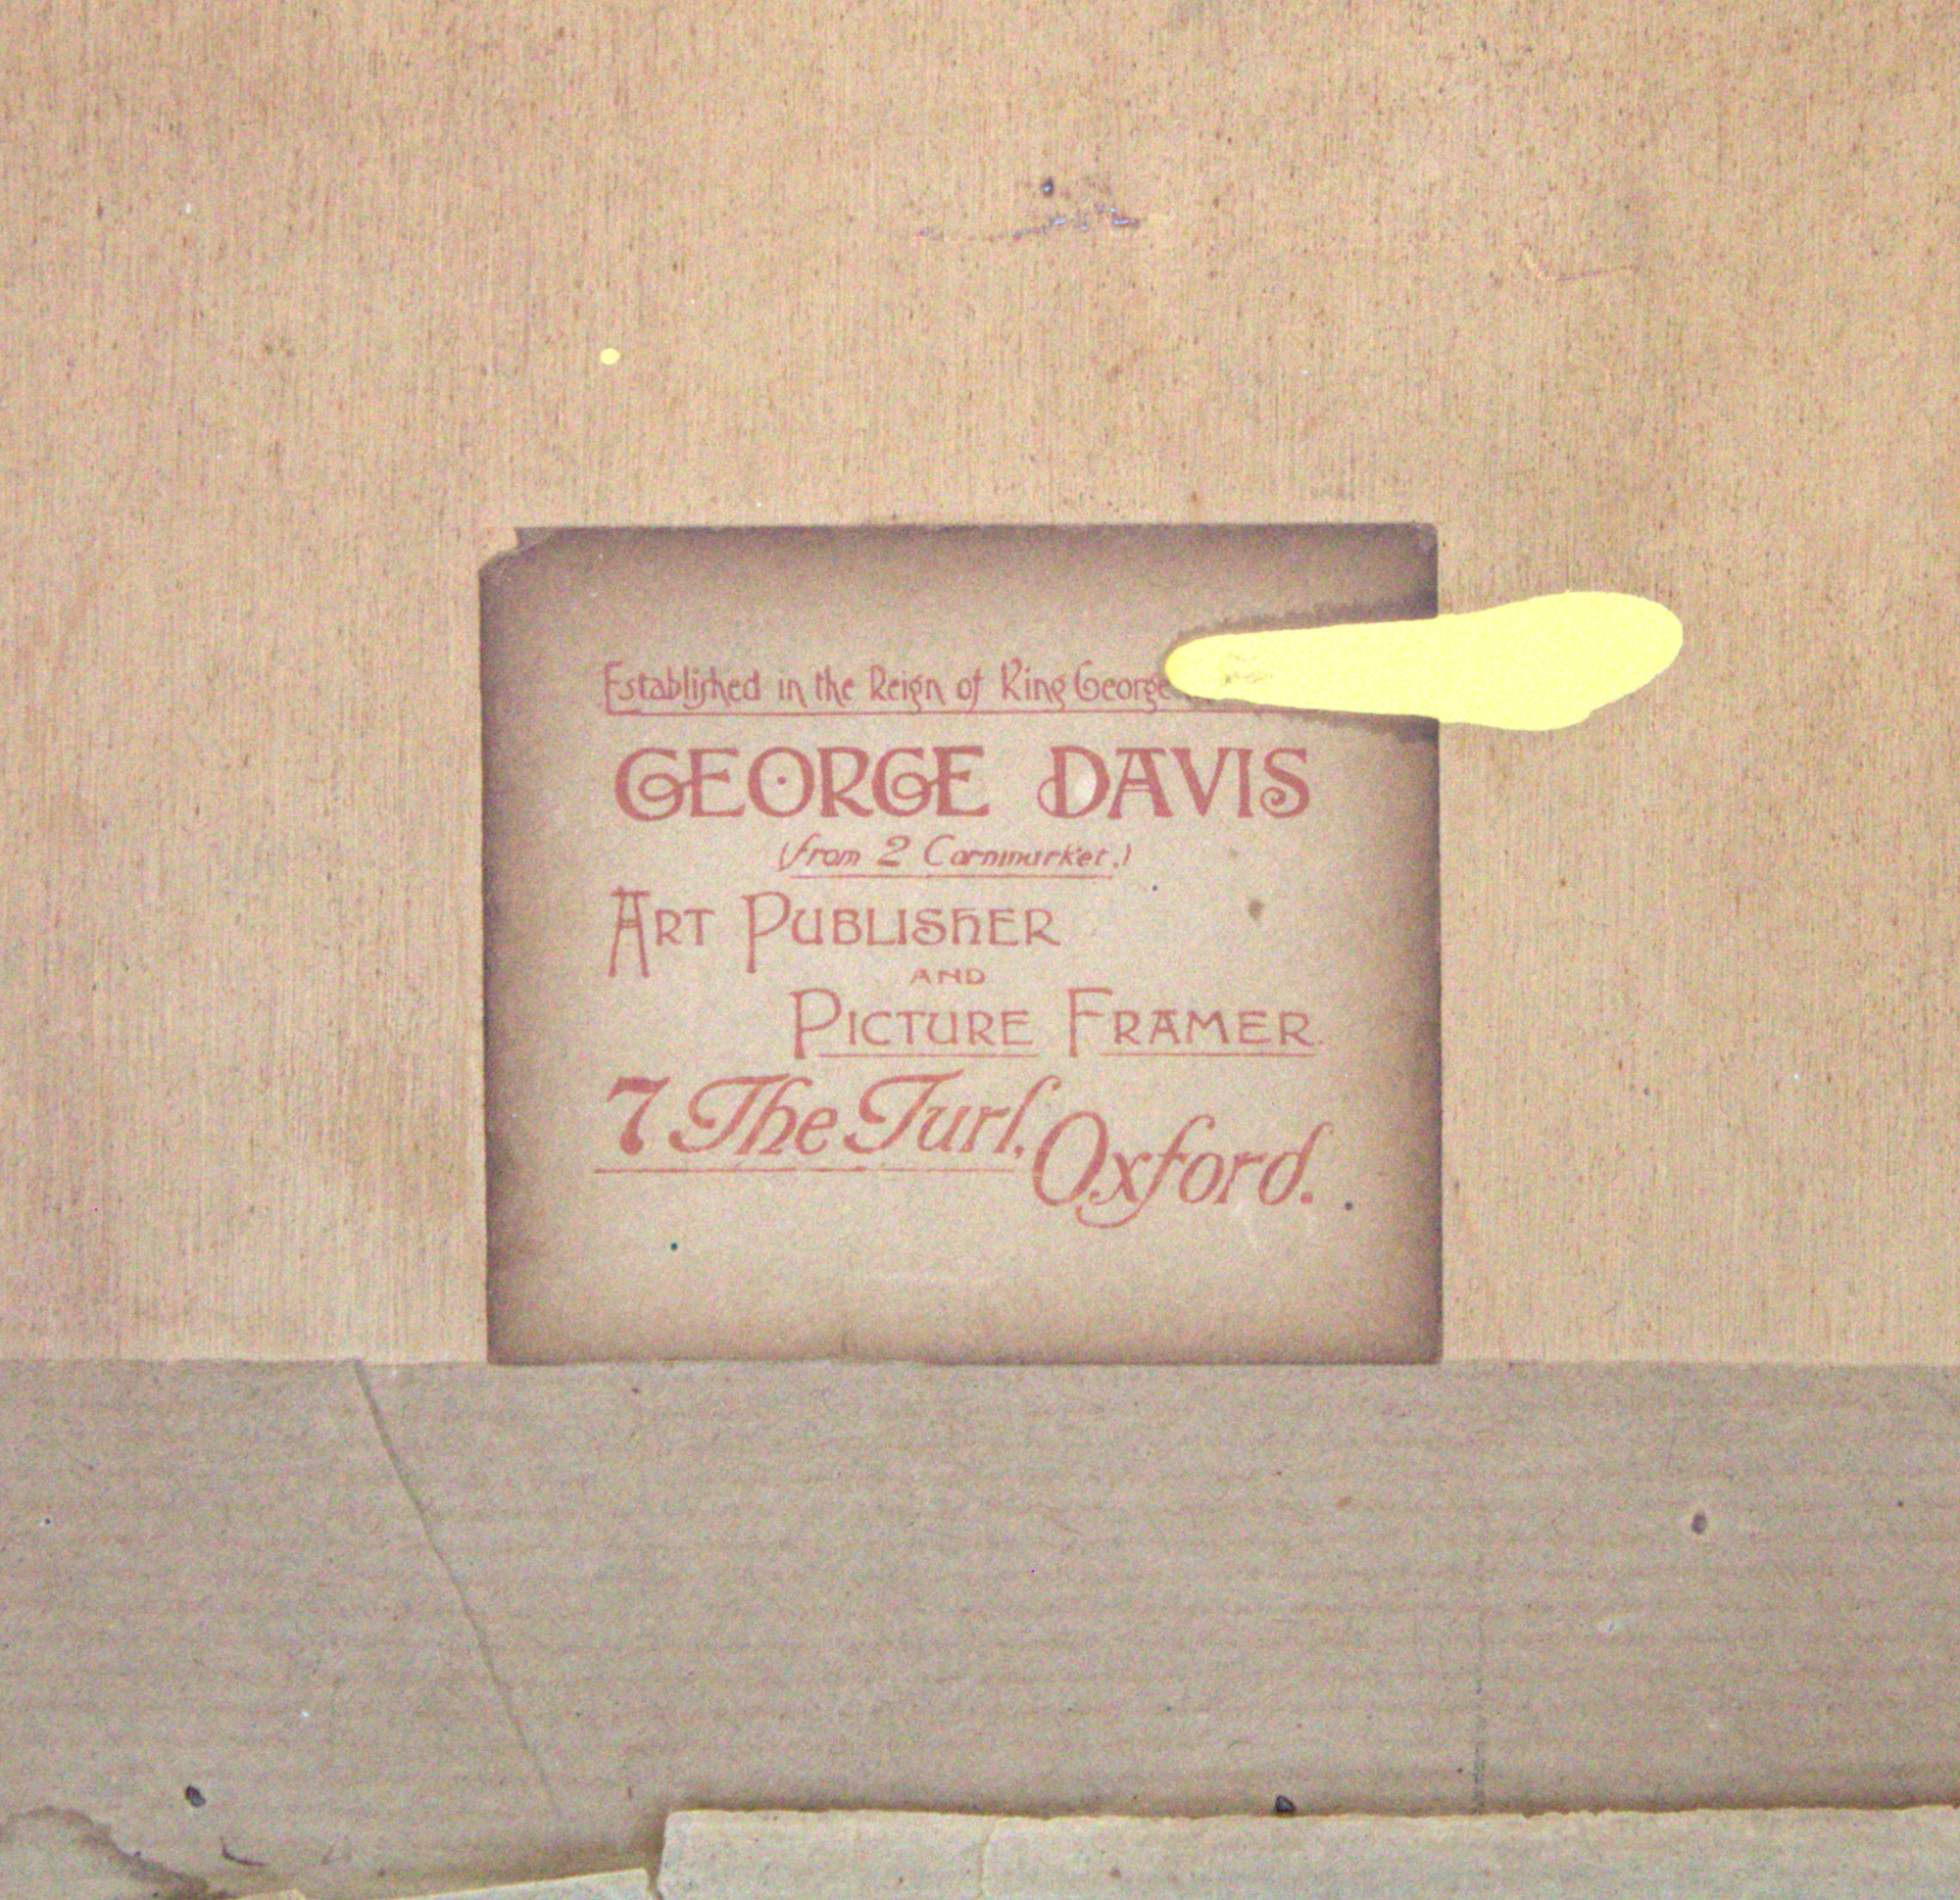 Established in the Reign of King George
GEORGE DAVIS
(from 2 Cornmarket.)
ART PUBLISHER
AND
PICTURE FRAMER.
7 The Turl, Oxford.